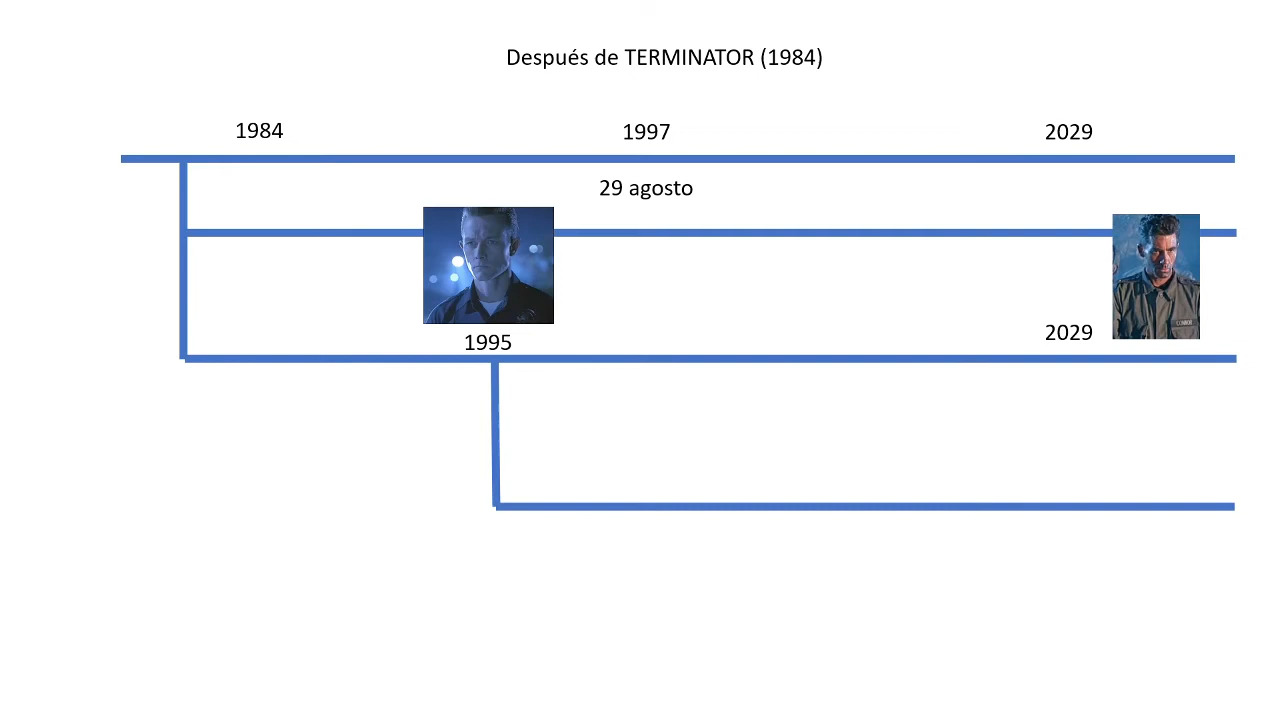 Después de TERMINATOR (1984)
1984
1997
2029
29 agosto
1995
2029